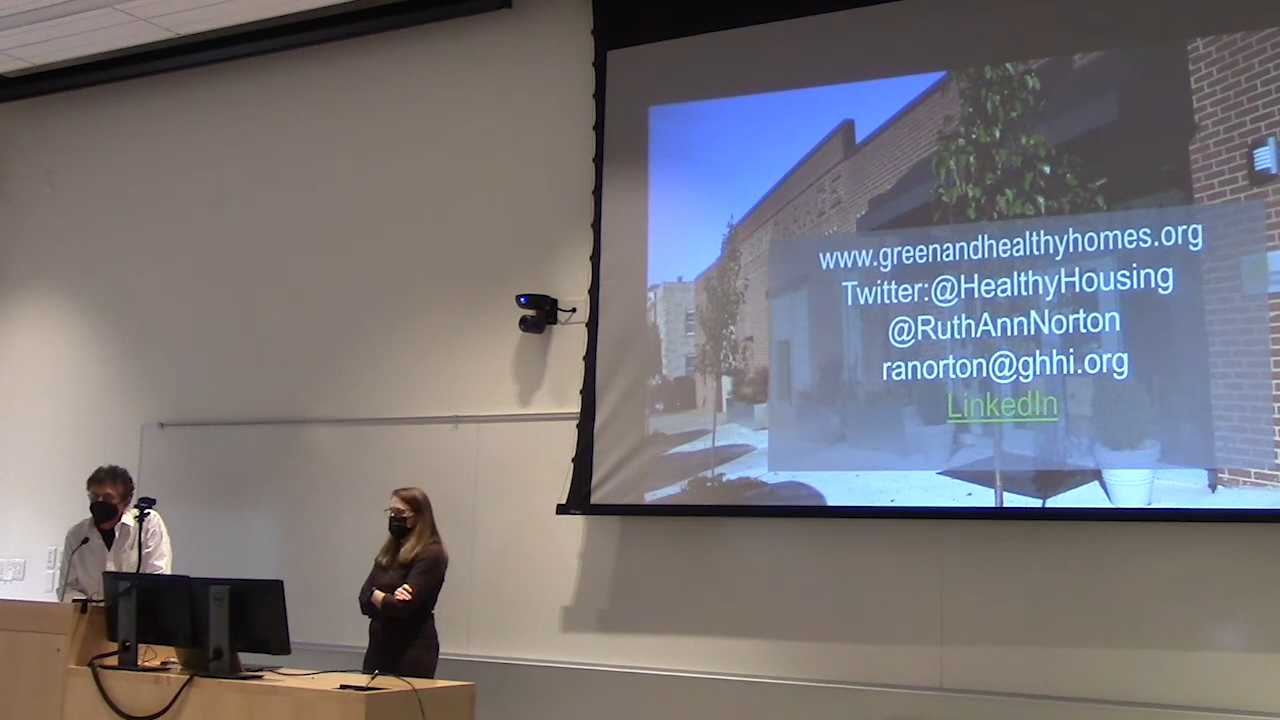 www.greenandhealthyhomes.org
Twitter:@HealthyHousing
@RuthAnnNorton
ranorton@ghhi.org
LinkedIn